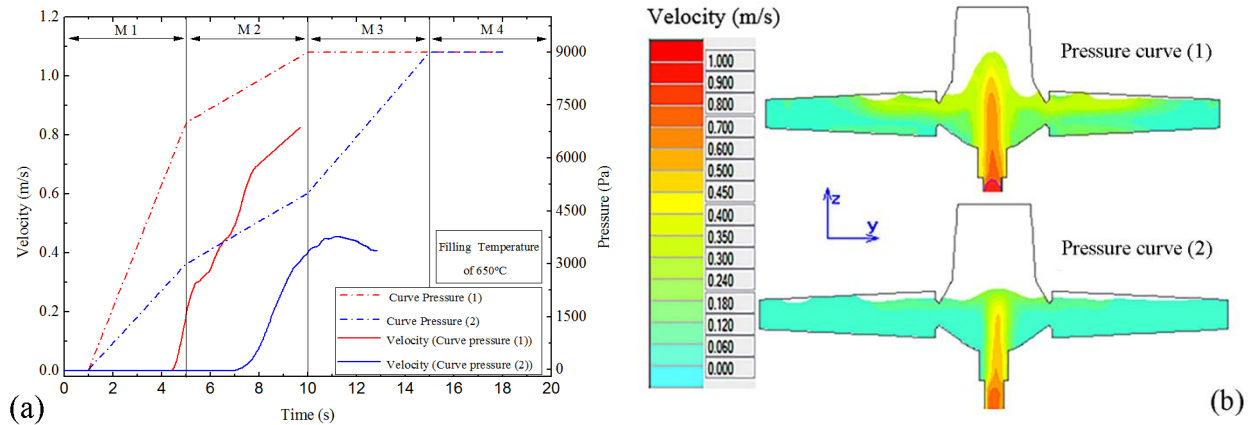 1.2
1.0
0.8
0.6
0.4
0.2
0.0
Velocity (m/s)
M 1
M 2
M 3
M 4
9000
7500
6000
4500
3000
1500
0
Pressure (Pa)
Filling Temperature
of 650°C
Curve Pressure (1)
Curve Pressure (2)
Velocity (Curve pressure (1))
Velocity (Curve pressure (2))
0 2 4 6 8 10 12 14 16 18 20
Time (s)
(a)
Velocity (m/s)
1.000
0.900
0.800
0.700
0.600
0.450
0.400
0.350
0.300
0.240
0.180
0.120
0.060
0.000
Pressure curve (1)
z
y
Pressure curve (2)
(b)